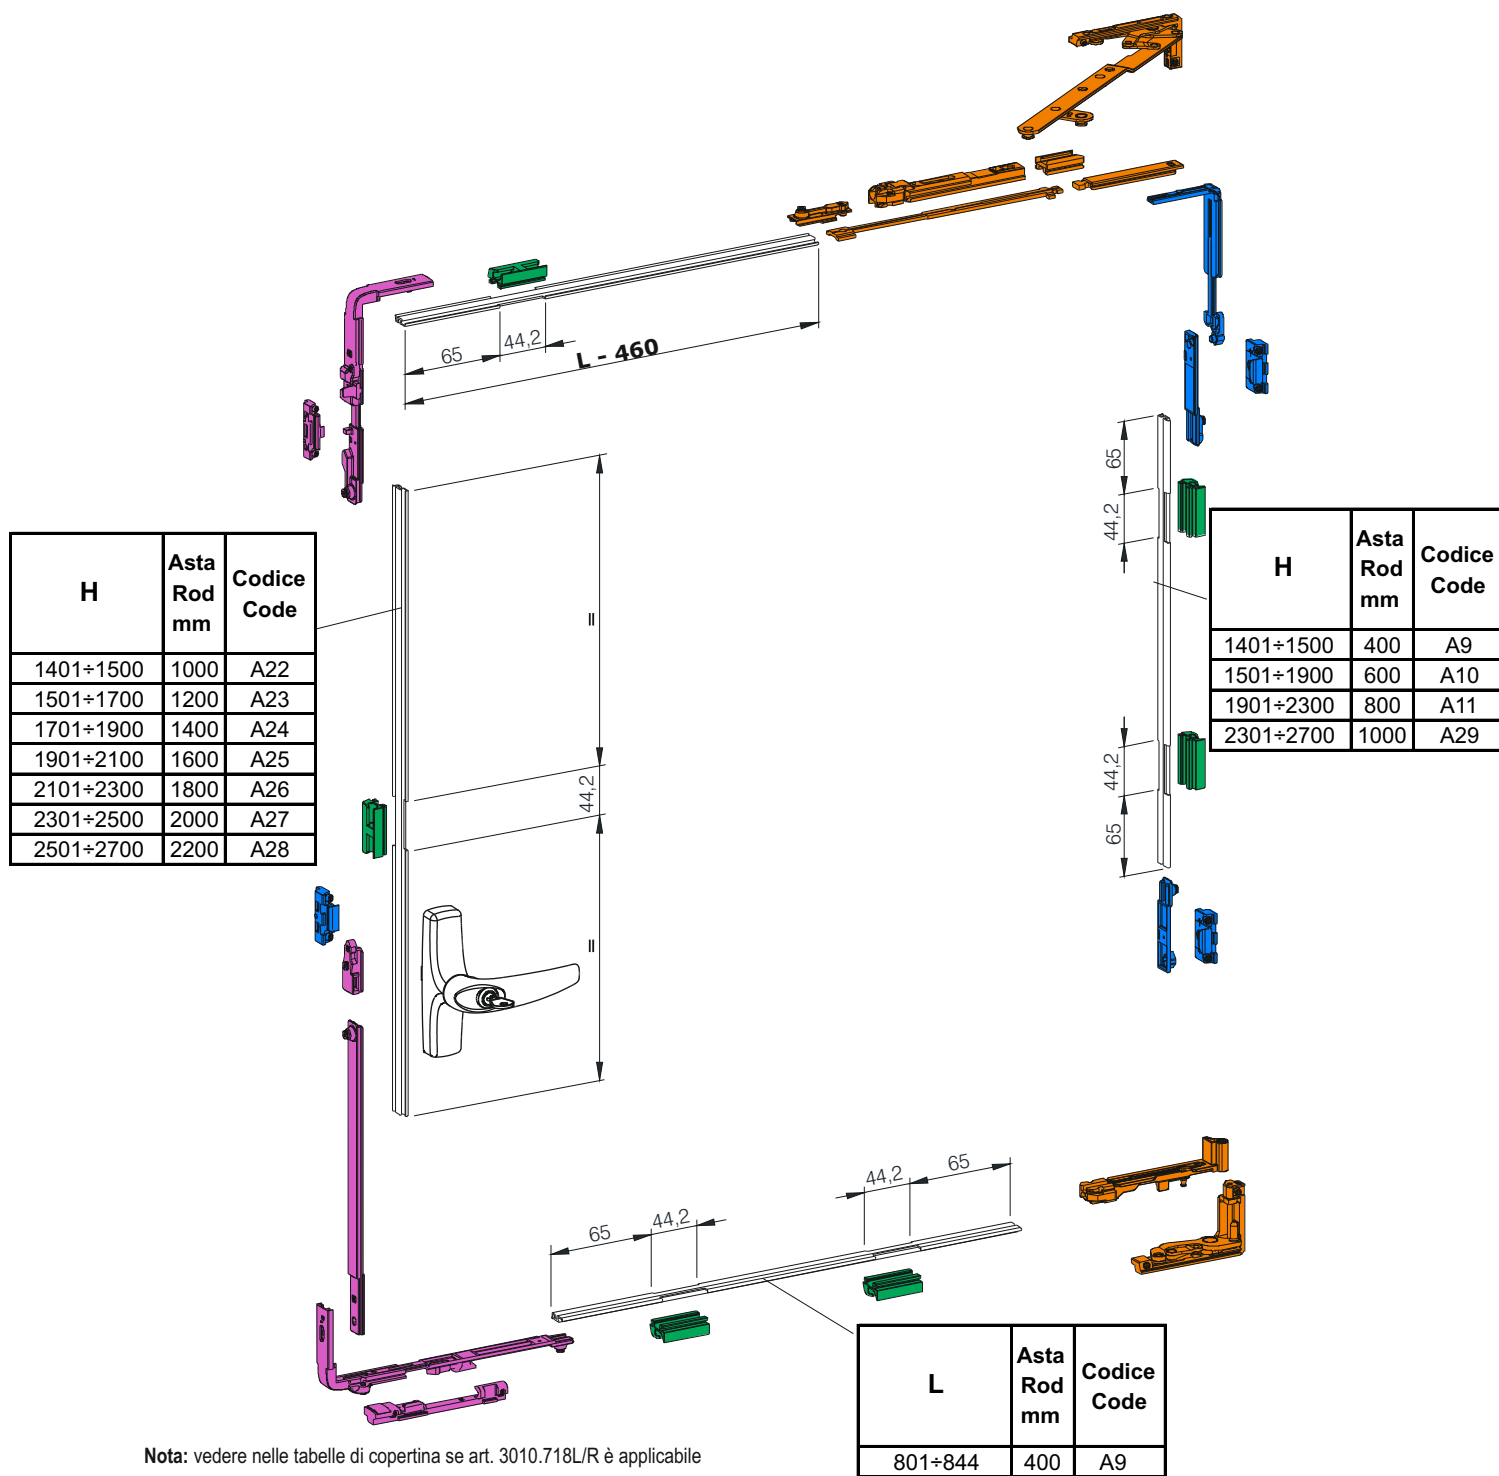 65
44,2
L - 460
65
44,2
44,2
65
H
Asta
Rod
mm
Codice
Code
1401÷1500 1000 A22
1501÷1700 1200 A23
1701÷1900 1400 A24
1901÷2100 1600 A25
2101÷2300 1800 A26
2301÷2500 2000 A27
2501÷2700 2200 A28
=
44,2
=
H
Asta
Rod
mm
Codice
Code
1401÷1500 400 A9
1501÷1900 600 A10
1901÷2300 800 A11
2301÷2700 1000 A29
65
44,2
44,2
65
L
Asta
Rod
mm
Codice
Code
801÷844 400 A9
Nota: vedere nelle tabelle di copertina se art. 3010.718L/R è applicabile